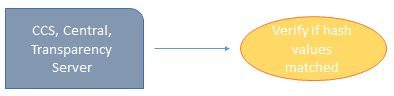 CCS, Central,
Transparency
Server
Verify if hash
values
matched